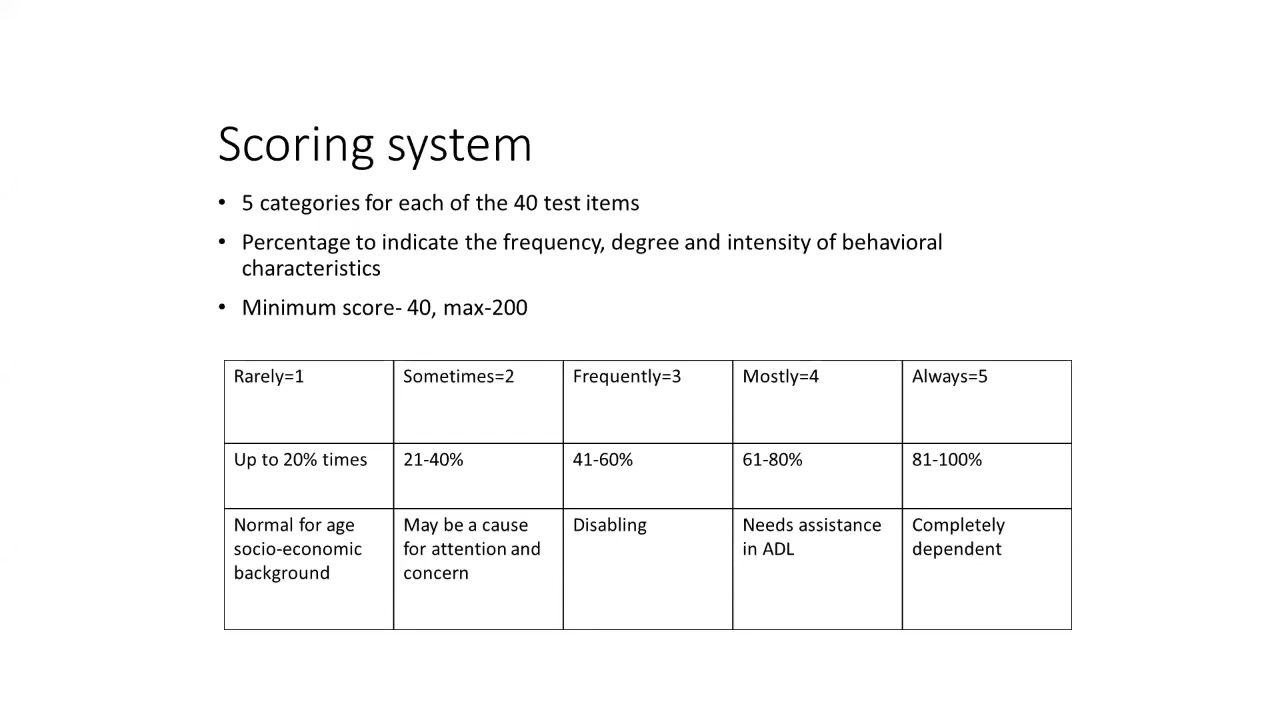 Scoring system
• 5 categories for each of the 40 test items
• Percentage to indicate the frequency, degree and intensity of behavioral
characteristics
• Minimum score- 40, max-200
Rarely=1 Sometimes=2 Frequently=3 Mostly=4 Always=5
Up to 20% times 21-40% 41-60% 61-80% 81-100%
Normal for age May be a cause Disabling Needs assistance Completely
socio-economic for attention and in ADL dependent
background concern